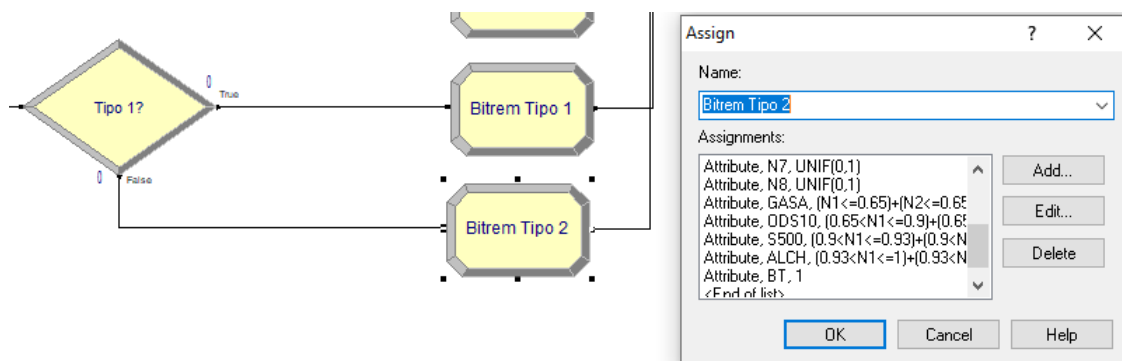 Tipo 1?
0
True
0
False
Bitrem Tipo 1
Bitrem Tipo 2
Assign
?
Name:
Bitrem Tipo 2
Assignments:
Attribute, N7, UNIF(0,1)
Attribute, N8, UNIF(0,1)
Attribute, GASA, (N1<=0.65)+(N2<=0.65
Attribute, ODS10, (0.65<N1<=0.9)+(0.65
Attribute, S500, (0.9<N1<=0.93)+(0.9<N
Attribute, ALCH, (0.93<N1<=1)+(0.93<N
Attribute, BT, 1
<End of list>
Add...
Edit...
Delete
OK
Cancel
Help